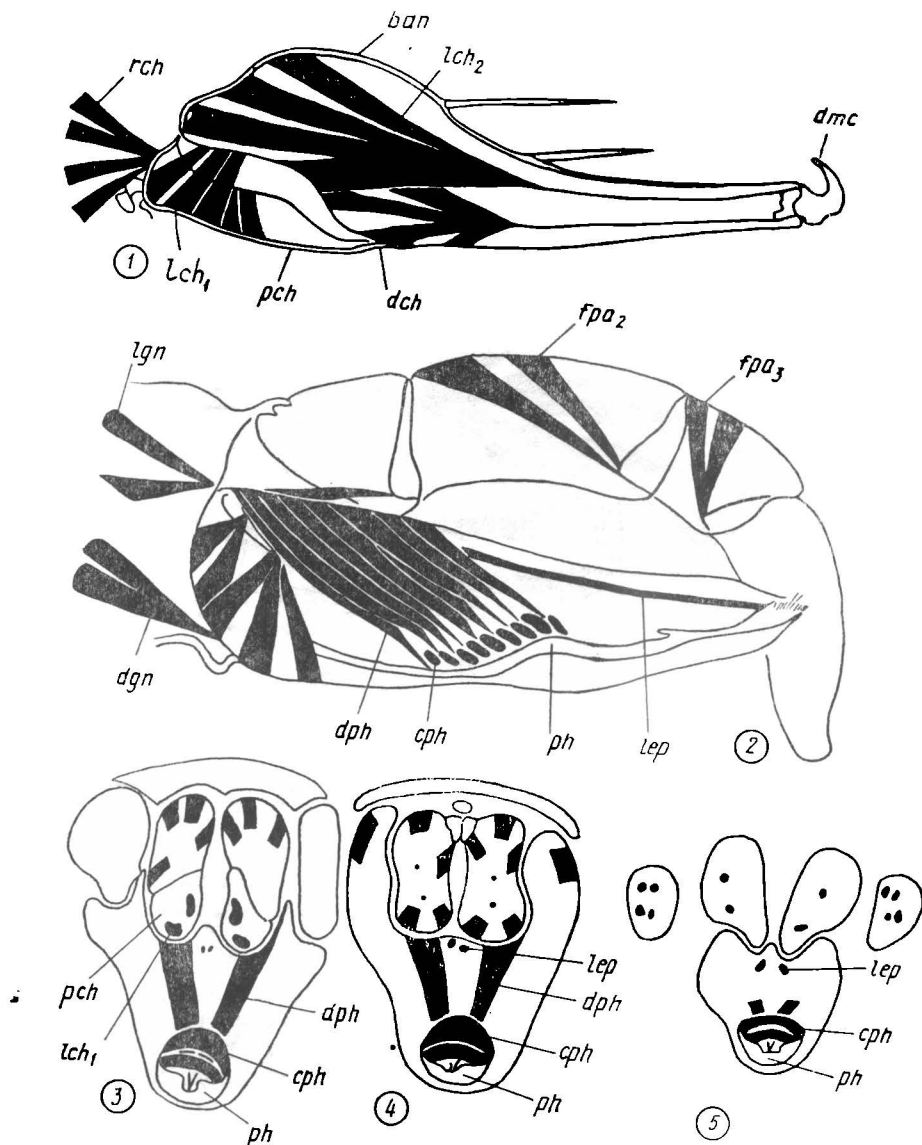 ban
lch₂
rch
dmc
1
lch₁
pch
dch
fpa₂
fpa₃
lgn
dgn
dph
cph
ph
lep
2
pch
lch₁
dph
cph
ph
3
lep
dph
cph
ph
4
lep
cph
ph
5